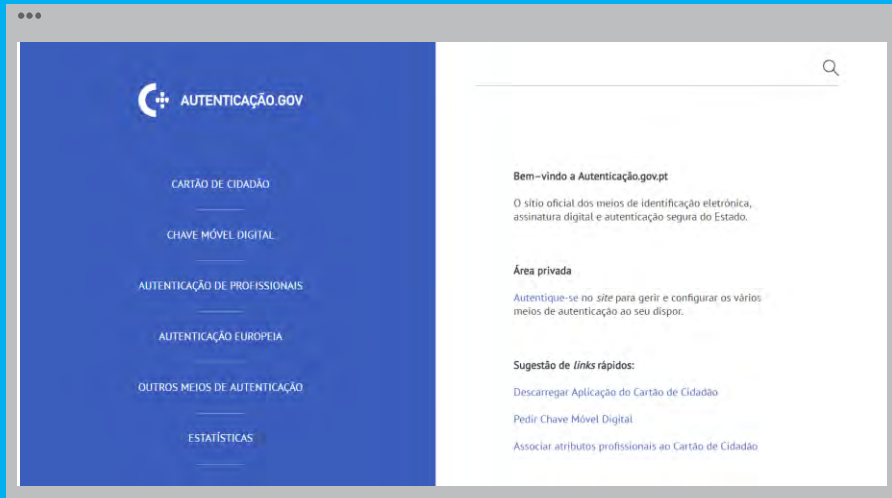 AUTENTICAÇÃO.GOV
CARTÃO DE CIDADÃO
CHAVE MÓVEL DIGITAL
AUTENTICAÇÃO DE PROFISSIONAIS
AUTENTICAÇÃO EUROPEIA
OUTROS MEIOS DE AUTENTICAÇÃO
ESTATÍSTICAS
Bem-vindo a Autenticação.gov.pt
O sítio oficial dos meios de identificação eletrónica,
assinatura digital e autenticação segura do Estado.
Área privada
Autentique-se no site para gerir e configurar os vários
meios de autenticação ao seu dispor.
Sugestão de links rápidos:
Descarregar Aplicação do Cartão de Cidadão
Pedir Chave Móvel Digital
Associar atributos profissionais ao Cartão de Cidadão